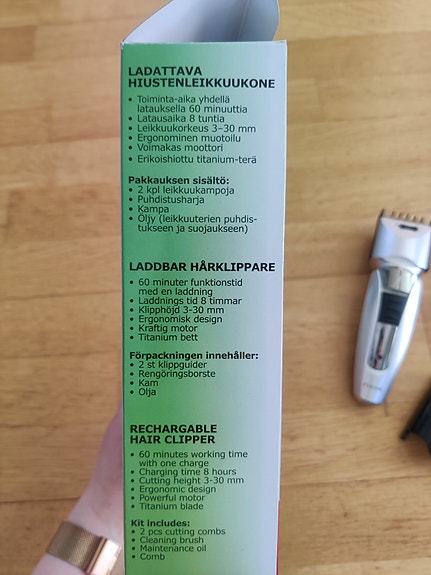 LADATTAVA
HIUSTENLEIKKUUKONE
• Toiminta-aika yhdellä
latauksella 60 minuuttia
• Latausaika 8 tuntia
• Leikkuukorkeus 3–30 mm
• Ergonominen muotoilu
• Voimakas moottori
• Erikoishiottu titanium-terä
Pakkauksen sisältö:
• 2 kpl leikkuukampoja
• Puhdistusharja
• Kampa
• Öljy (leikkuuterien puhdis-
tukseen ja suojaukseen)
LADDBAR HÅRKLIPPARE
• 60 minuter funktionstid
med en laddning
• Laddnings tid 8 timmar
• Klipphöjd 3-30 mm
• Ergonomisk design
• Kraftig motor
• Titanium bett
Förpackningen innehåller:
• 2 st klippguider
• Rengöringsborste
• Kam
• Olja
RECHARGABLE
HAIR CLIPPER
• 60 minutes working time
with one charge
• Charging time 8 hours
• Cutting height 3-30 mm
• Ergonomic design
• Powerful motor
• Titanium blade
Kit includes:
• 2 pcs cutting combs
• Cleaning brush
• Maintenance oil
• Comb